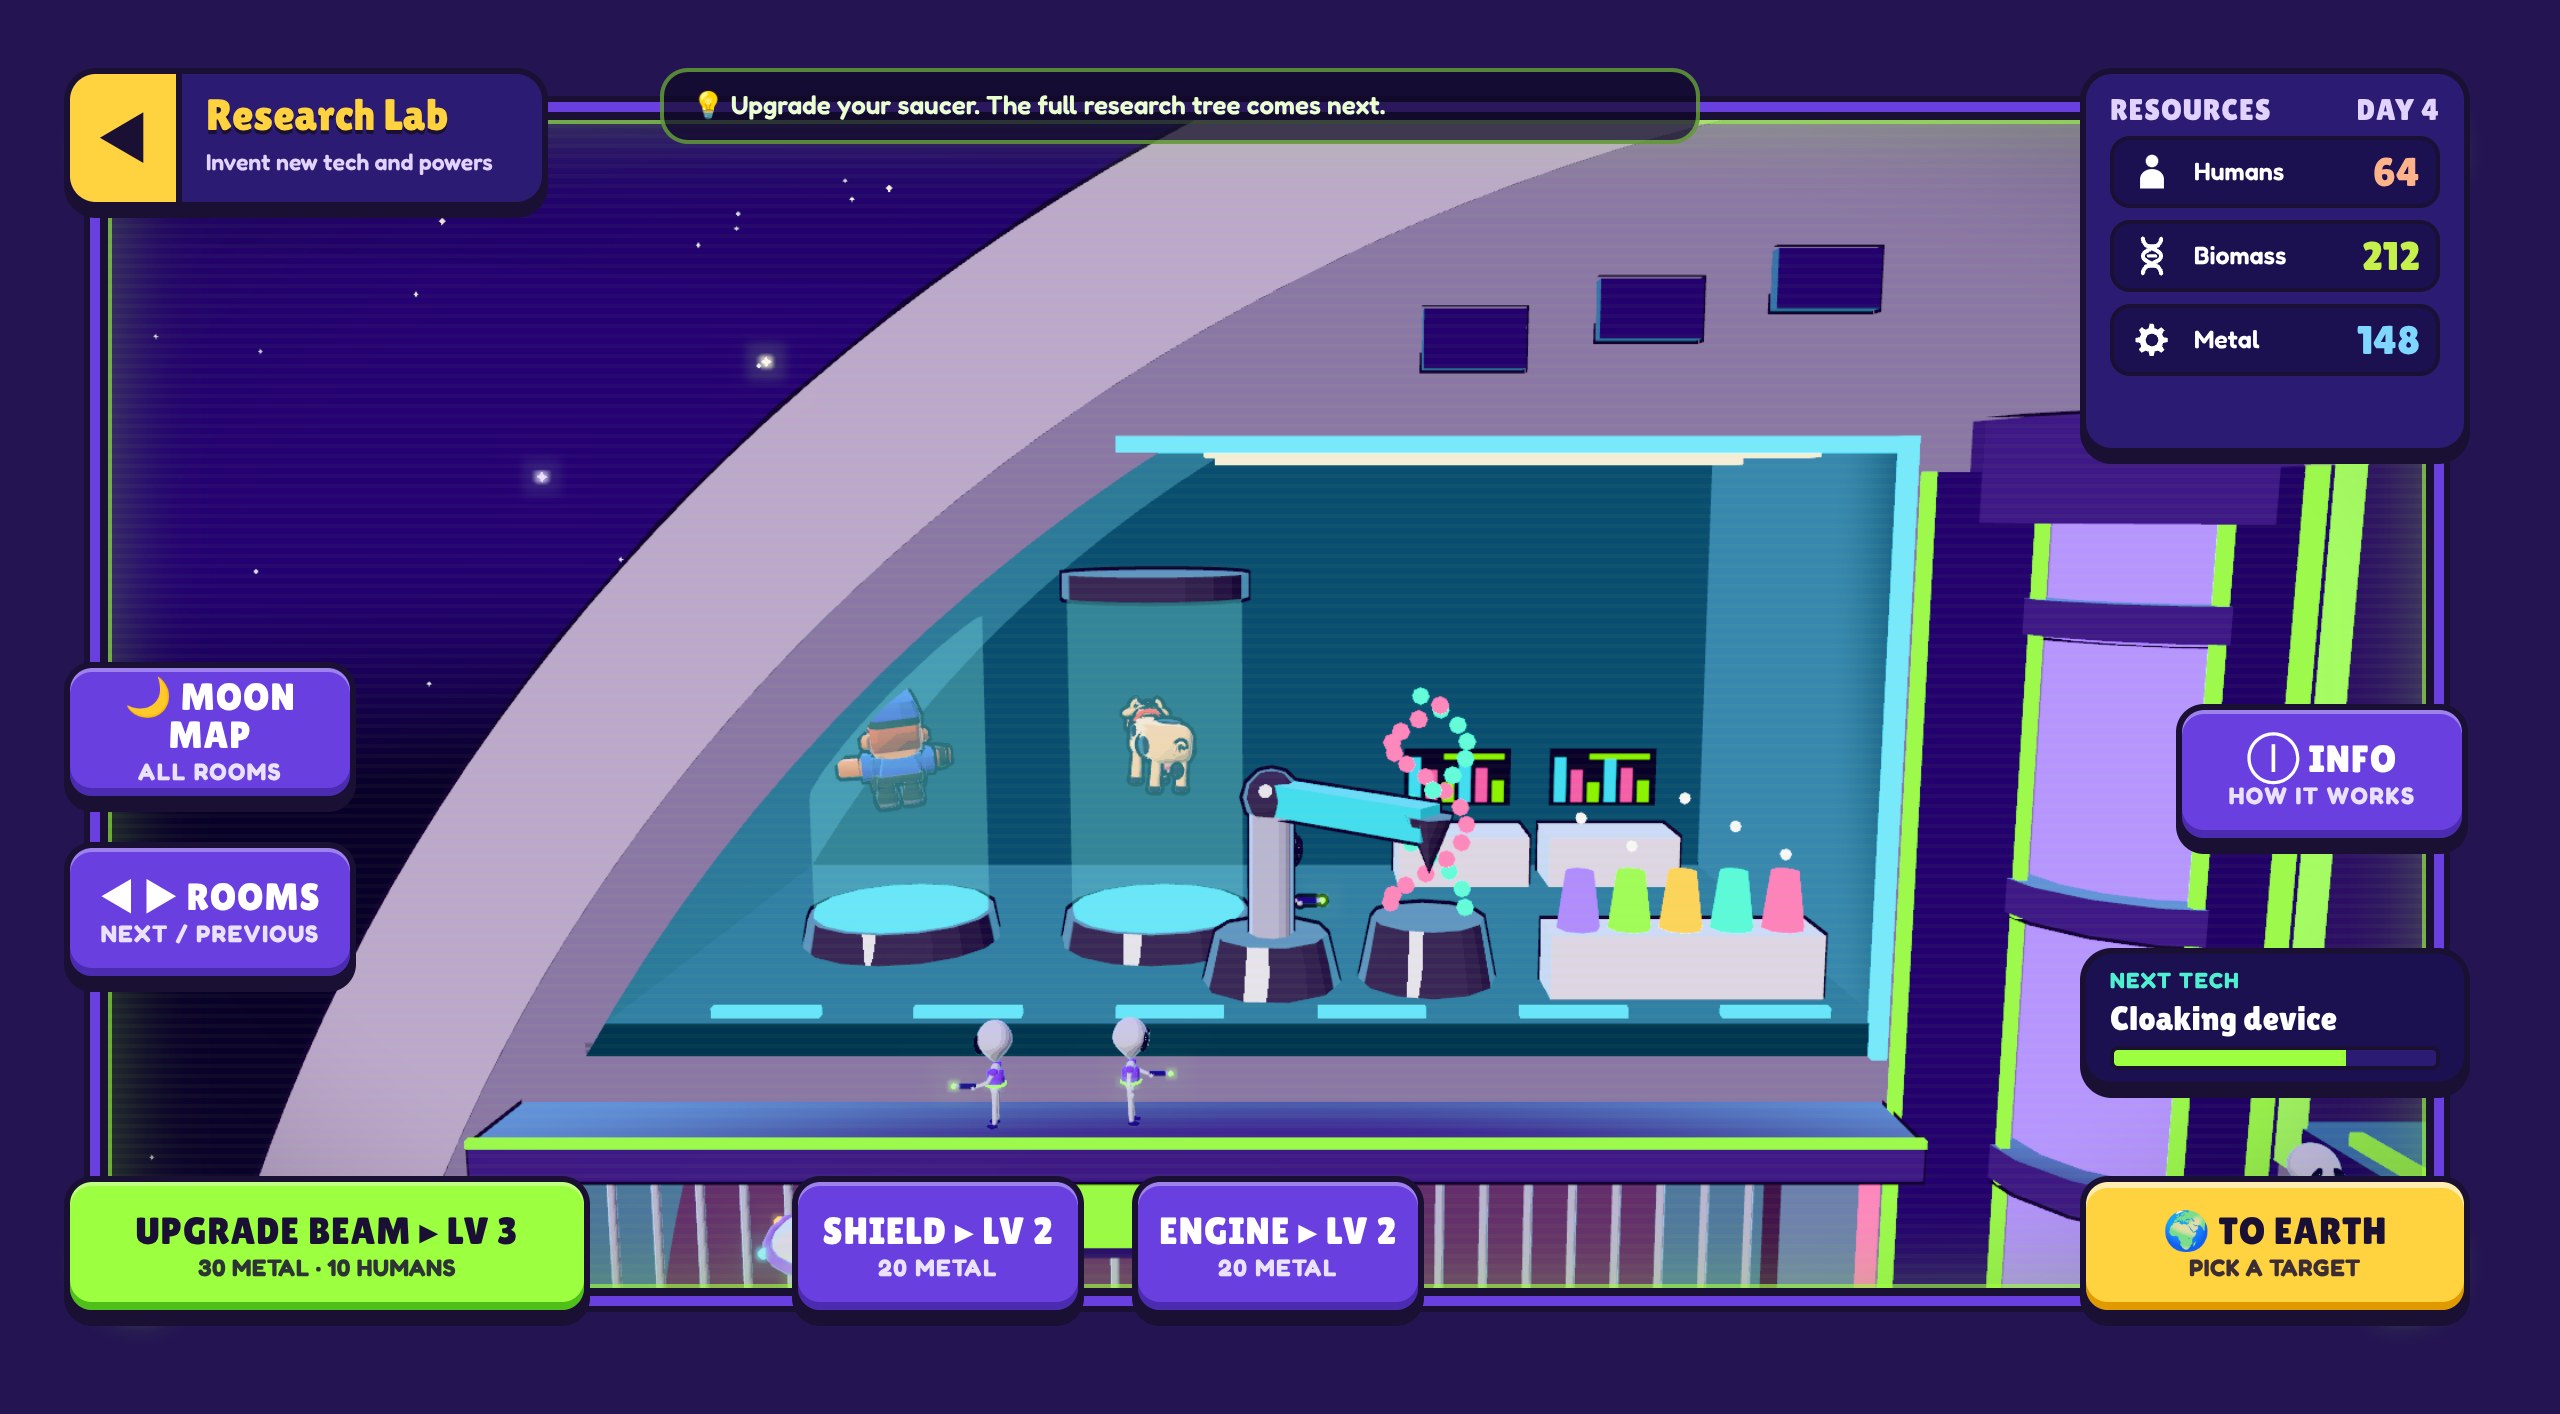 Research Lab
Invent new tech and powers
💡 Upgrade your saucer. The full research tree comes next.
RESOURCES DAY 4
Humans 64
Biomass 212
Metal 148
🌙 MOON
MAP
ALL ROOMS
◀ ▶ ROOMS
NEXT / PREVIOUS
ⓘ INFO
HOW IT WORKS
NEXT TECH
Cloaking device
UPGRADE BEAM ▸ LV 3
30 METAL · 10 HUMANS
SHIELD ▸ LV 2
20 METAL
ENGINE ▸ LV 2
20 METAL
🌍 TO EARTH
PICK A TARGET